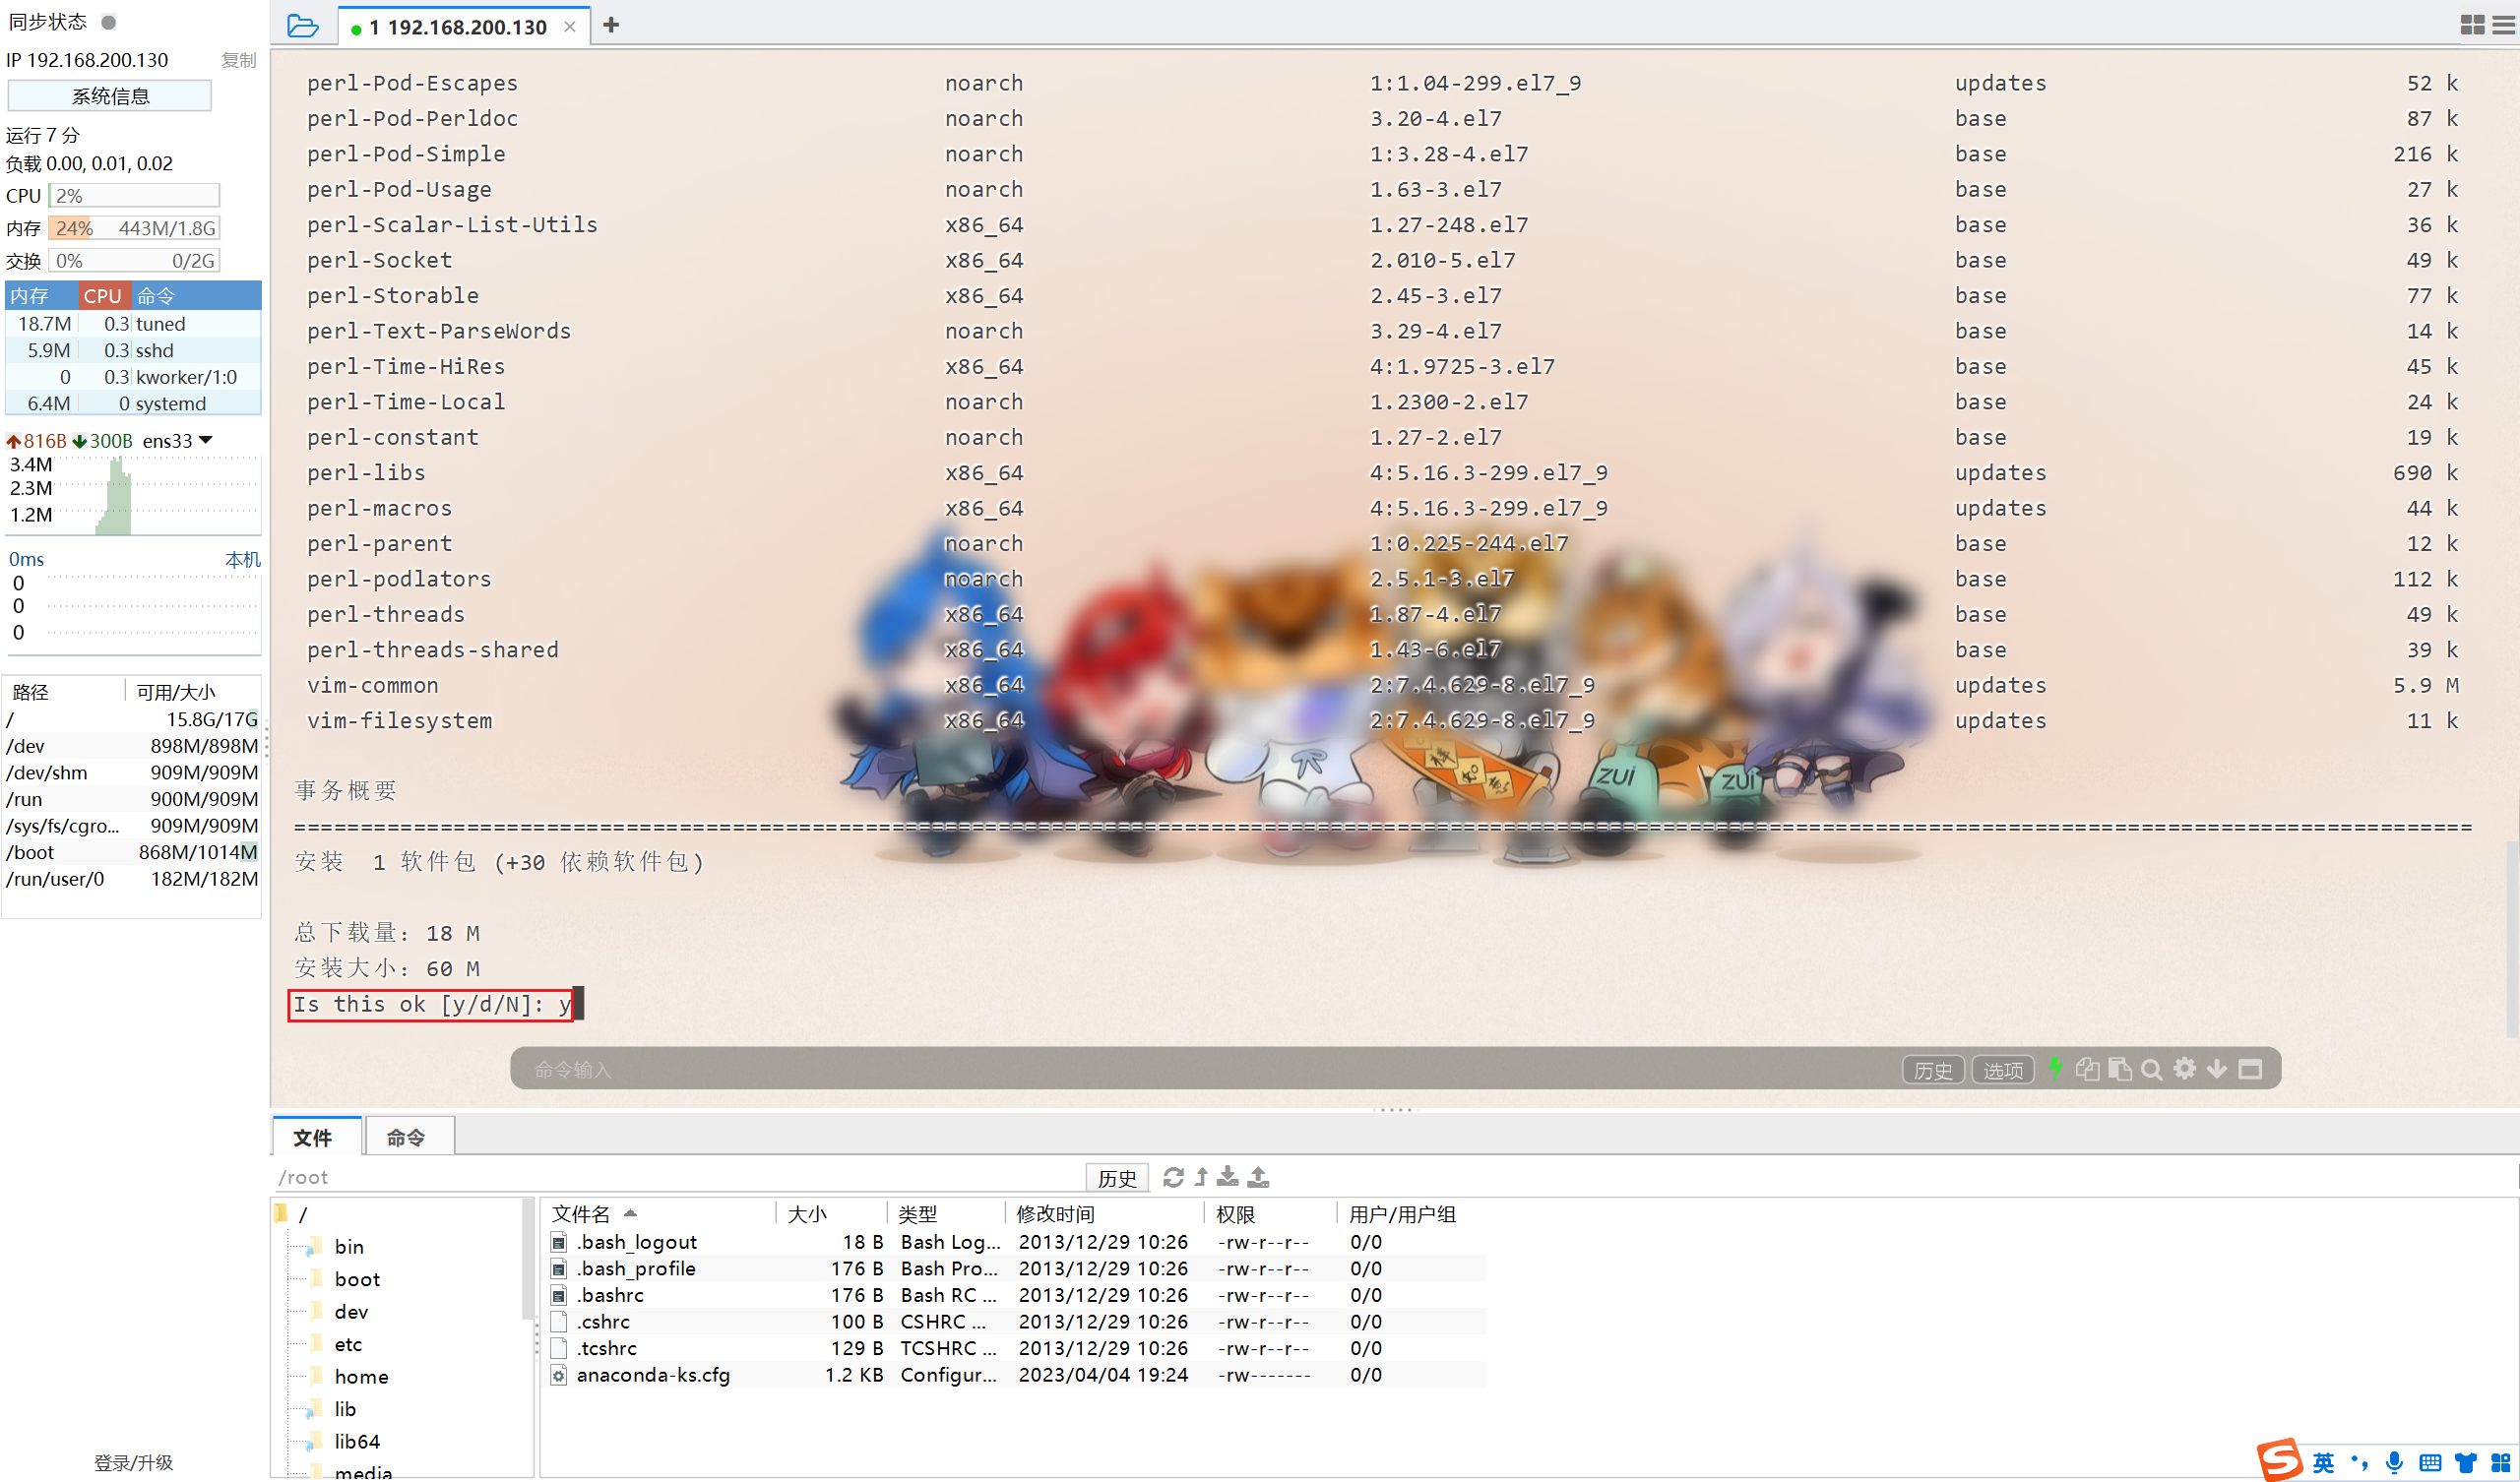 同步状态
IP 192.168.200.130 复制
系统信息
运行 7 分
负载 0.00, 0.01, 0.02
CPU 2%
内存 24% 443M/1.8G
交换 0% 0/2G
内存 CPU 命令
18.7M 0.3 tuned
5.9M 0.3 sshd
0 0.3 kworker/1:0
6.4M 0 systemd
816B 300B ens33
3.4M
2.3M
1.2M
0ms 本机
0
0
0
路径 可用/大小
/ 15.8G/17G
/dev 898M/898M
/dev/shm 909M/909M
/run 900M/909M
/sys/fs/cgro... 909M/909M
/boot 868M/1014M
/run/user/0 182M/182M
登录/升级
1 192.168.200.130
perl-Pod-Escapes noarch 1:1.04-299.el7_9 updates 52 k
perl-Pod-Perldoc noarch 3.20-4.el7 base 87 k
perl-Pod-Simple noarch 1:3.28-4.el7 base 216 k
perl-Pod-Usage noarch 1.63-3.el7 base 27 k
perl-Scalar-List-Utils x86_64 1.27-248.el7 base 36 k
perl-Socket x86_64 2.010-5.el7 base 49 k
perl-Storable x86_64 2.45-3.el7 base 77 k
perl-Text-ParseWords noarch 3.29-4.el7 base 14 k
perl-Time-HiRes x86_64 4:1.9725-3.el7 base 45 k
perl-Time-Local noarch 1.2300-2.el7 base 24 k
perl-constant noarch 1.27-2.el7 base 19 k
perl-libs x86_64 4:5.16.3-299.el7_9 updates 690 k
perl-macros x86_64 4:5.16.3-299.el7_9 updates 44 k
perl-parent noarch 1:0.225-244.el7 base 12 k
perl-podlators noarch 2.5.1-3.el7 base 112 k
perl-threads x86_64 1.87-4.el7 base 49 k
perl-threads-shared x86_64 1.43-6.el7 base 39 k
vim-common x86_64 2:7.4.629-8.el7_9 updates 5.9 M
vim-filesystem x86_64 2:7.4.629-8.el7_9 updates 11 k
ZUI ZUI
事务概要
安装 1 软件包 (+30 依赖软件包)
总下载量：18 M
安装大小：60 M
Is this ok [y/d/N]: y
命令输入 历史 选项
文件 命令
/root 历史
/
bin
boot
dev
etc
home
lib
lib64
media
文件名 大小 类型 修改时间 权限 用户/用户组
.bash_logout 18 B Bash Log... 2013/12/29 10:26 -rw-r--r-- 0/0
.bash_profile 176 B Bash Pro... 2013/12/29 10:26 -rw-r--r-- 0/0
.bashrc 176 B Bash RC ... 2013/12/29 10:26 -rw-r--r-- 0/0
.cshrc 100 B CSHRC ... 2013/12/29 10:26 -rw-r--r-- 0/0
.tcshrc 129 B TCSHRC ... 2013/12/29 10:26 -rw-r--r-- 0/0
anaconda-ks.cfg 1.2 KB Configur... 2023/04/04 19:24 -rw------- 0/0
英